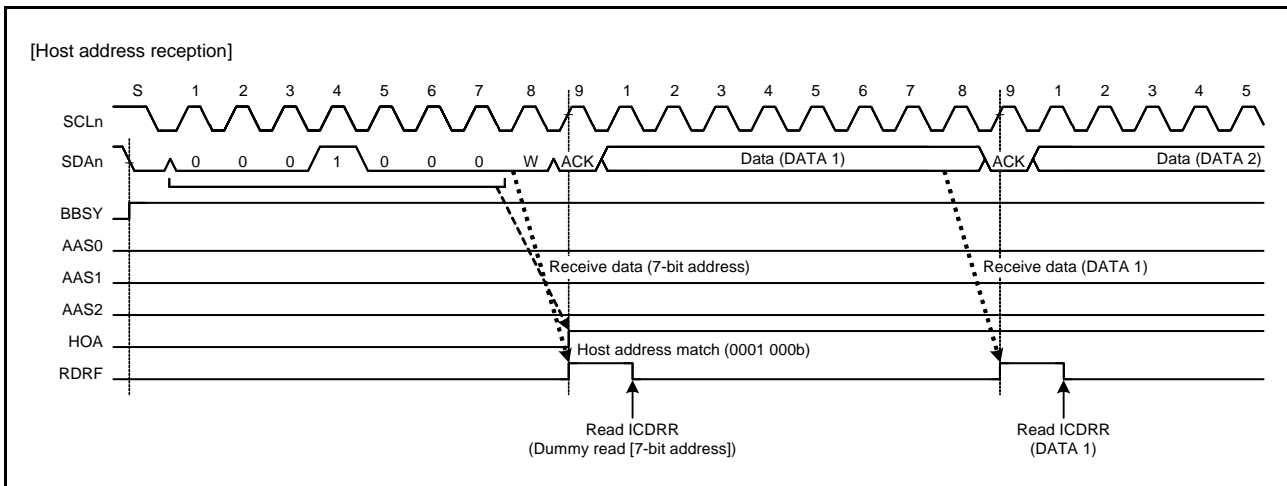 [Host address reception]
S 1 2 3 4 5 6 7 8 9 1 2 3 4 5 6 7 8 9 1 2 3 4 5
SCLn
SDAn 0 0 0 1 0 0 0 W ACK Data (DATA 1) ACK Data (DATA 2)
BBSY
AAS0
Receive data (7-bit address) Receive data (DATA 1)
AAS1
AAS2
HOA Host address match (0001 000b)
RDRF
Read ICDRR Read ICDRR
(Dummy read [7-bit address]) (DATA 1)